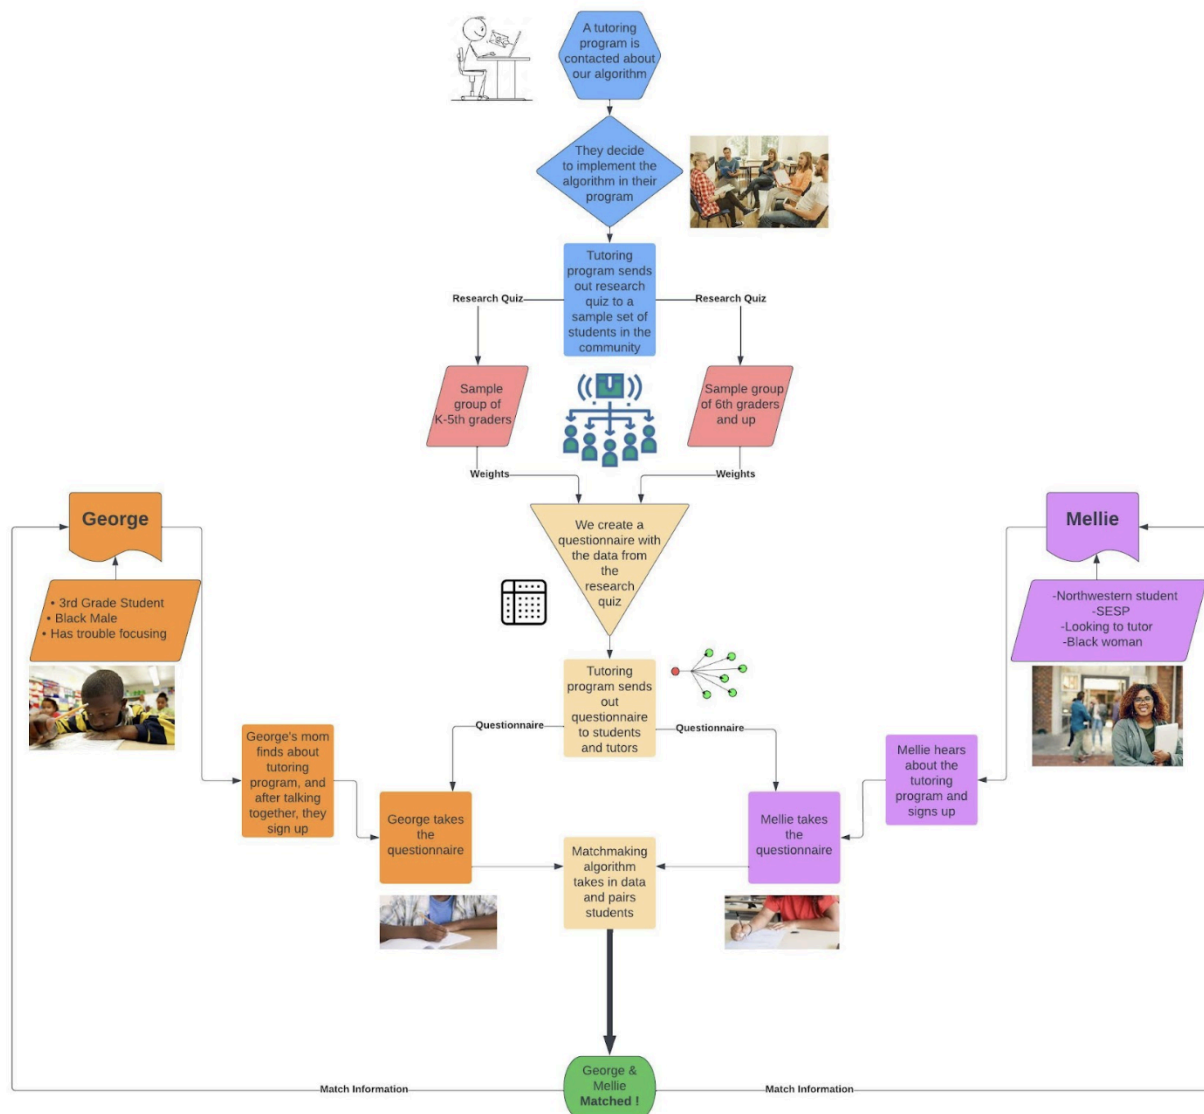 A tutoring
program is
contacted about
our algorithm
They decide
to implement the
algorithm in their
program
Tutoring
program sends
out research
quiz to a
sample set of
students in the
community
Research Quiz
Research Quiz
Sample
group of
K-5th graders
Sample group
of 6th graders
and up
Weights
Weights
We create a
questionnaire with
the data from
the
research
quiz
George
• 3rd Grade Student
• Black Male
• Has trouble focusing
Mellie
-Northwestern student
-SESP
-Looking to tutor
-Black woman
Tutoring
program sends
out
questionnaire
to students
and tutors
Questionnaire
Questionnaire
George's mom
finds about
tutoring
program, and
after talking
together, they
sign up
Mellie hears
about the
tutoring
program and
signs up
George takes
the
questionnaire
Mellie takes
the
questionnaire
Matchmaking
algorithm
takes in data
and pairs
students
George &
Mellie
Matched !
Match Information
Match Information